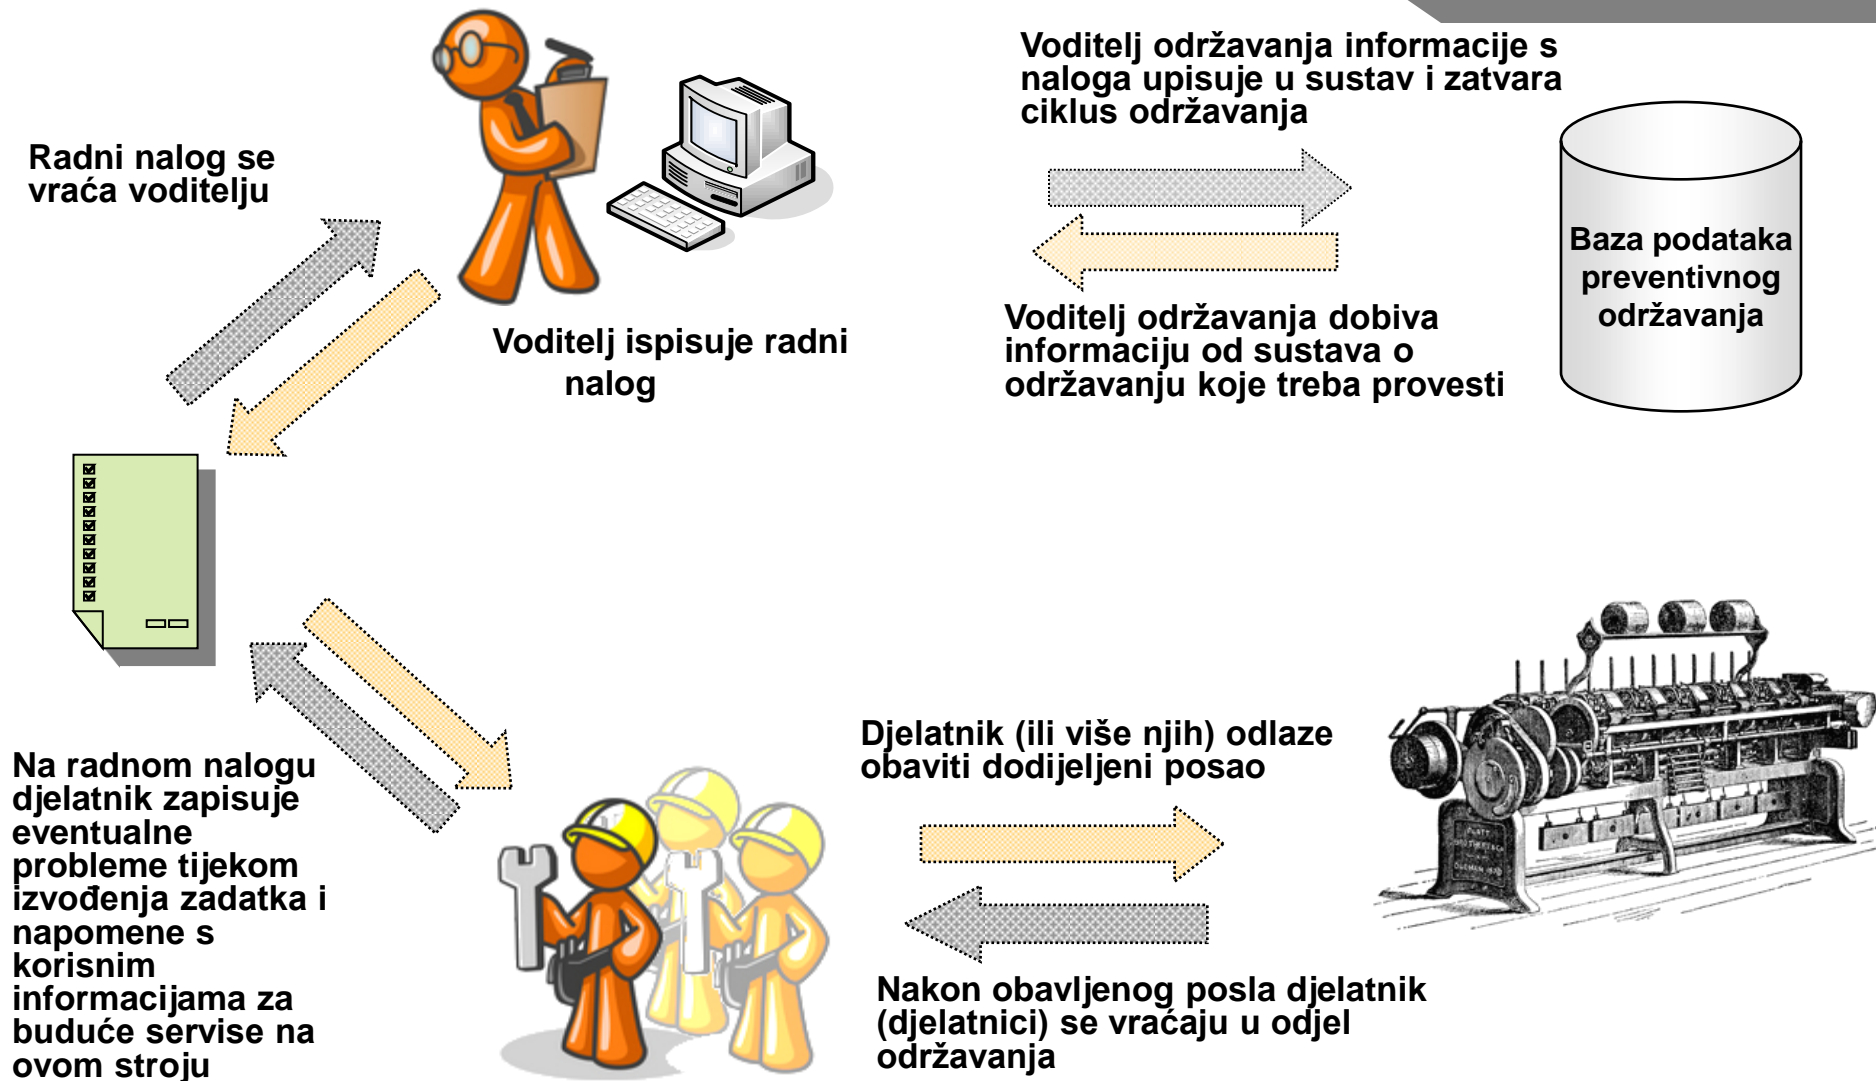 Voditelj održavanja informacije s
naloga upisuje u sustav i zatvara
ciklus održavanja
Radni nalog se
vraća voditelju
Baza podataka
preventivnog
održavanja
Voditelj ispisuje radni
nalog
Voditelj održavanja dobiva
informaciju od sustava o
održavanju koje treba provesti
Djelatnik (ili više njih) odlaze
obaviti dodijeljeni posao
Na radnom nalogu
djelatnik zapisuje
eventualne
probleme tijekom
izvođenja zadatka i
napomene s
korisnim
informacijama za
buduće servise na
ovom stroju
Nakon obavljenog posla djelatnik
(djelatnici) se vraćaju u odjel
održavanja